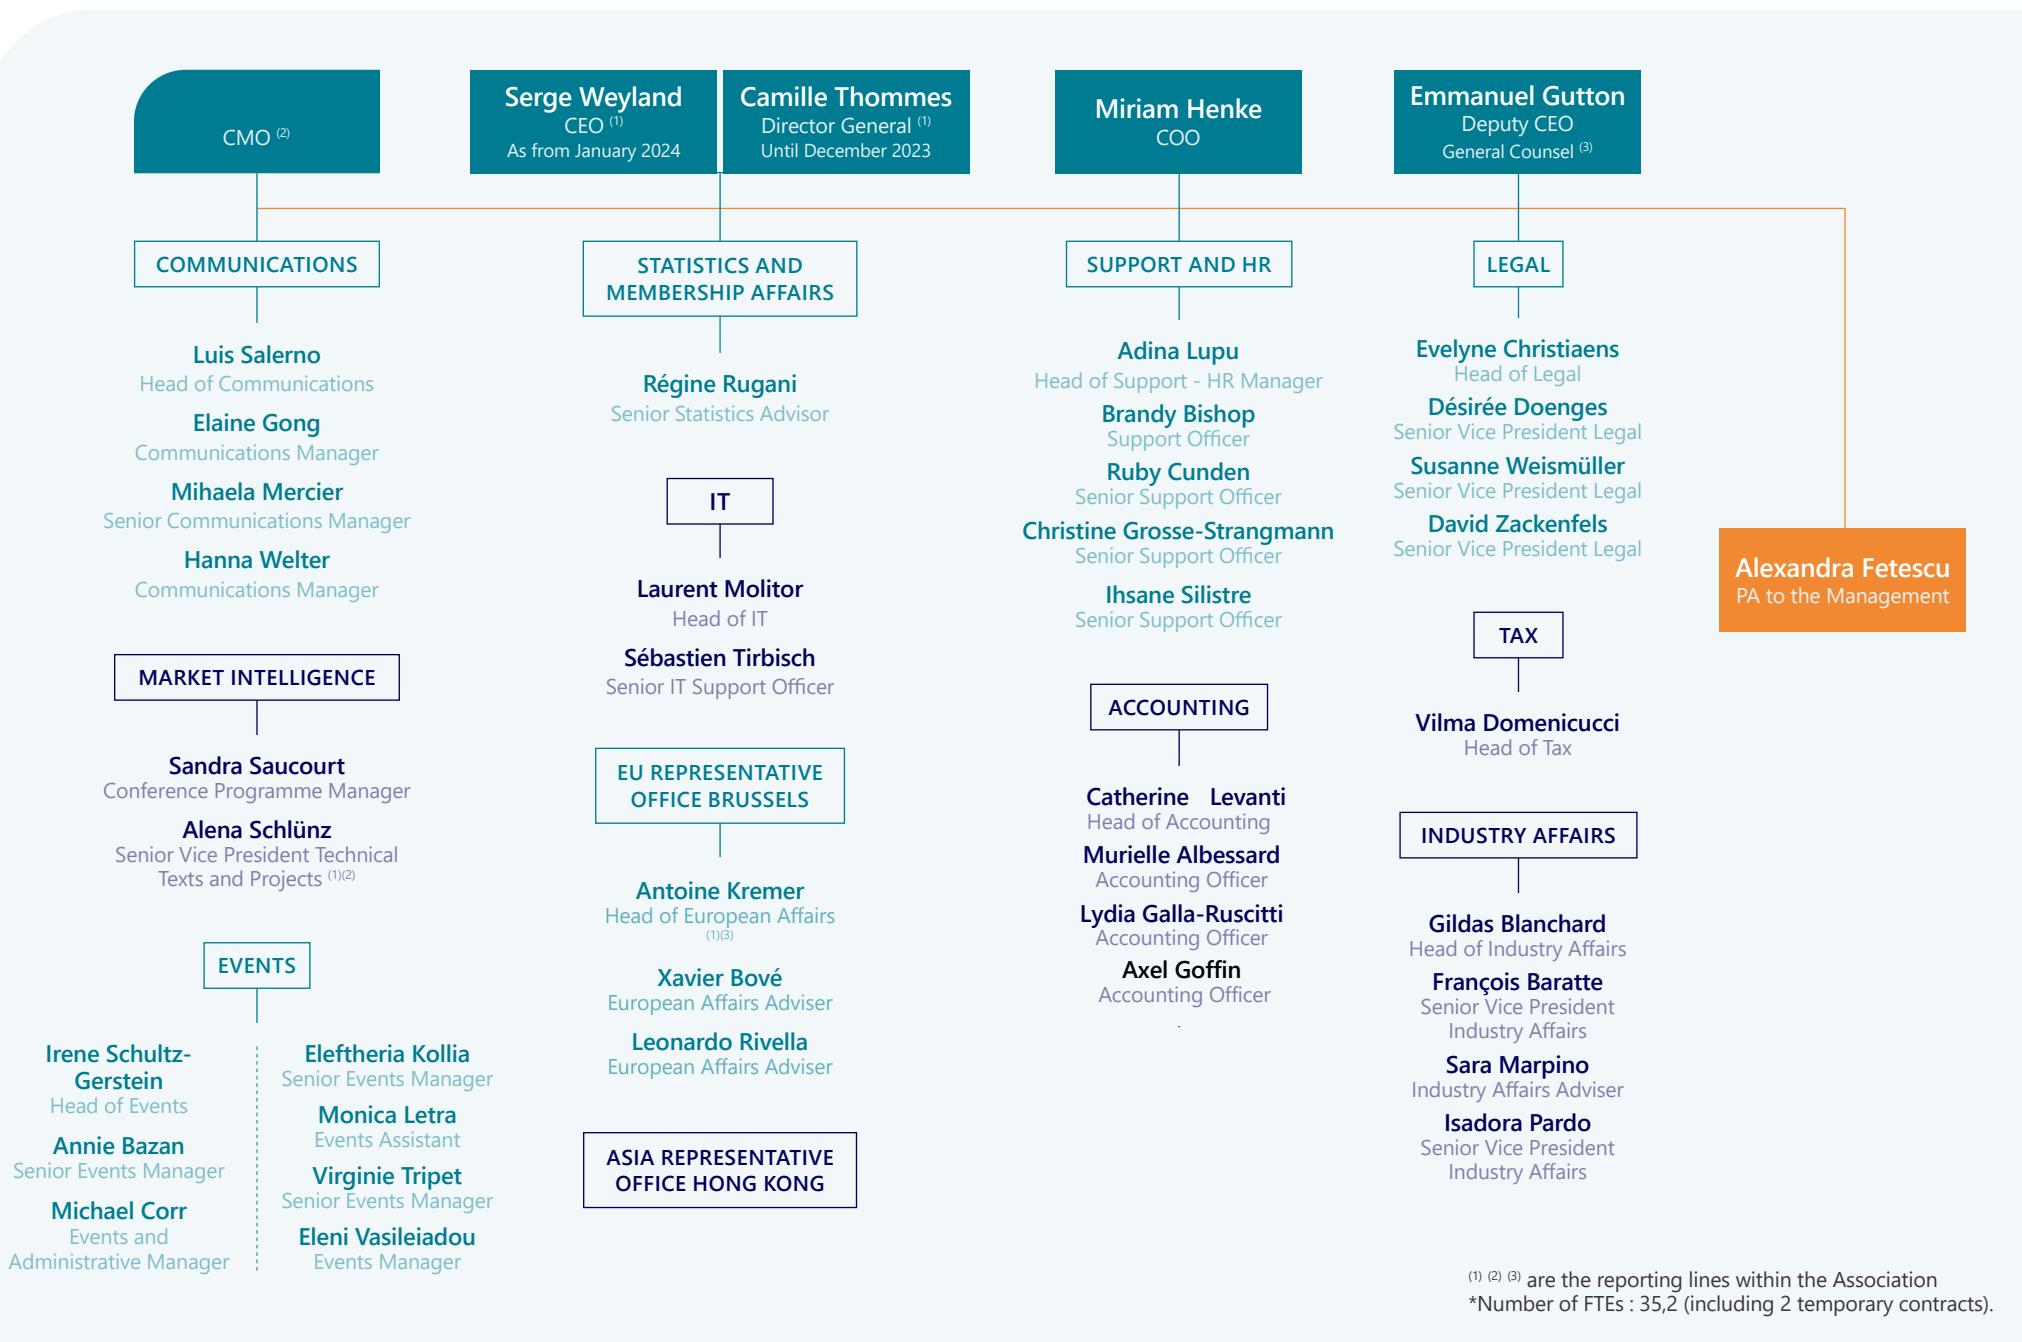 CMO (2)
Serge Weyland
CEO (1)
As from January 2024
Camille Thommes
Director General (1)
Until December 2023
Miriam Henke
COO
Emmanuel Gutton
Deputy CEO
General Counsel (3)
COMMUNICATIONS
Luis Salerno
Head of Communications
Elaine Gong
Communications Manager
Mihaela Mercier
Senior Communications Manager
Hanna Welter
Communications Manager
MARKET INTELLIGENCE
Sandra Saucourt
Conference Programme Manager
Alena Schlünz
Senior Vice President Technical
Texts and Projects (1)(2)
EVENTS
Irene Schultz-
Gerstein
Head of Events
Annie Bazan
Senior Events Manager
Michael Corr
Events and
Administrative Manager
Eleftheria Kollia
Senior Events Manager
Monica Letra
Events Assistant
Virginie Tripet
Senior Events Manager
Eleni Vasileiadou
Events Manager
STATISTICS AND
MEMBERSHIP AFFAIRS
Régine Rugani
Senior Statistics Advisor
IT
Laurent Molitor
Head of IT
Sébastien Tirbisch
Senior IT Support Officer
EU REPRESENTATIVE
OFFICE BRUSSELS
Antoine Kremer
Head of European Affairs
(1)(3)
Xavier Bové
European Affairs Adviser
Leonardo Rivella
European Affairs Adviser
ASIA REPRESENTATIVE
OFFICE HONG KONG
SUPPORT AND HR
Adina Lupu
Head of Support - HR Manager
Brandy Bishop
Support Officer
Ruby Cunden
Senior Support Officer
Christine Grosse-Strangmann
Senior Support Officer
Ihsane Silistre
Senior Support Officer
ACCOUNTING
Catherine Levanti
Head of Accounting
Murielle Albessard
Accounting Officer
Lydia Galla-Ruscitti
Accounting Officer
Axel Goffin
Accounting Officer
.
LEGAL
Evelyne Christiaens
Head of Legal
Désirée Doenges
Senior Vice President Legal
Susanne Weismüller
Senior Vice President Legal
David Zackenfels
Senior Vice President Legal
TAX
Vilma Domenicucci
Head of Tax
INDUSTRY AFFAIRS
Gildas Blanchard
Head of Industry Affairs
François Baratte
Senior Vice President
Industry Affairs
Sara Marpino
Industry Affairs Adviser
Isadora Pardo
Senior Vice President
Industry Affairs
Alexandra Fetescu
PA to the Management
(1) (2) (3) are the reporting lines within the Association
*Number of FTEs : 35,2 (including 2 temporary contracts).